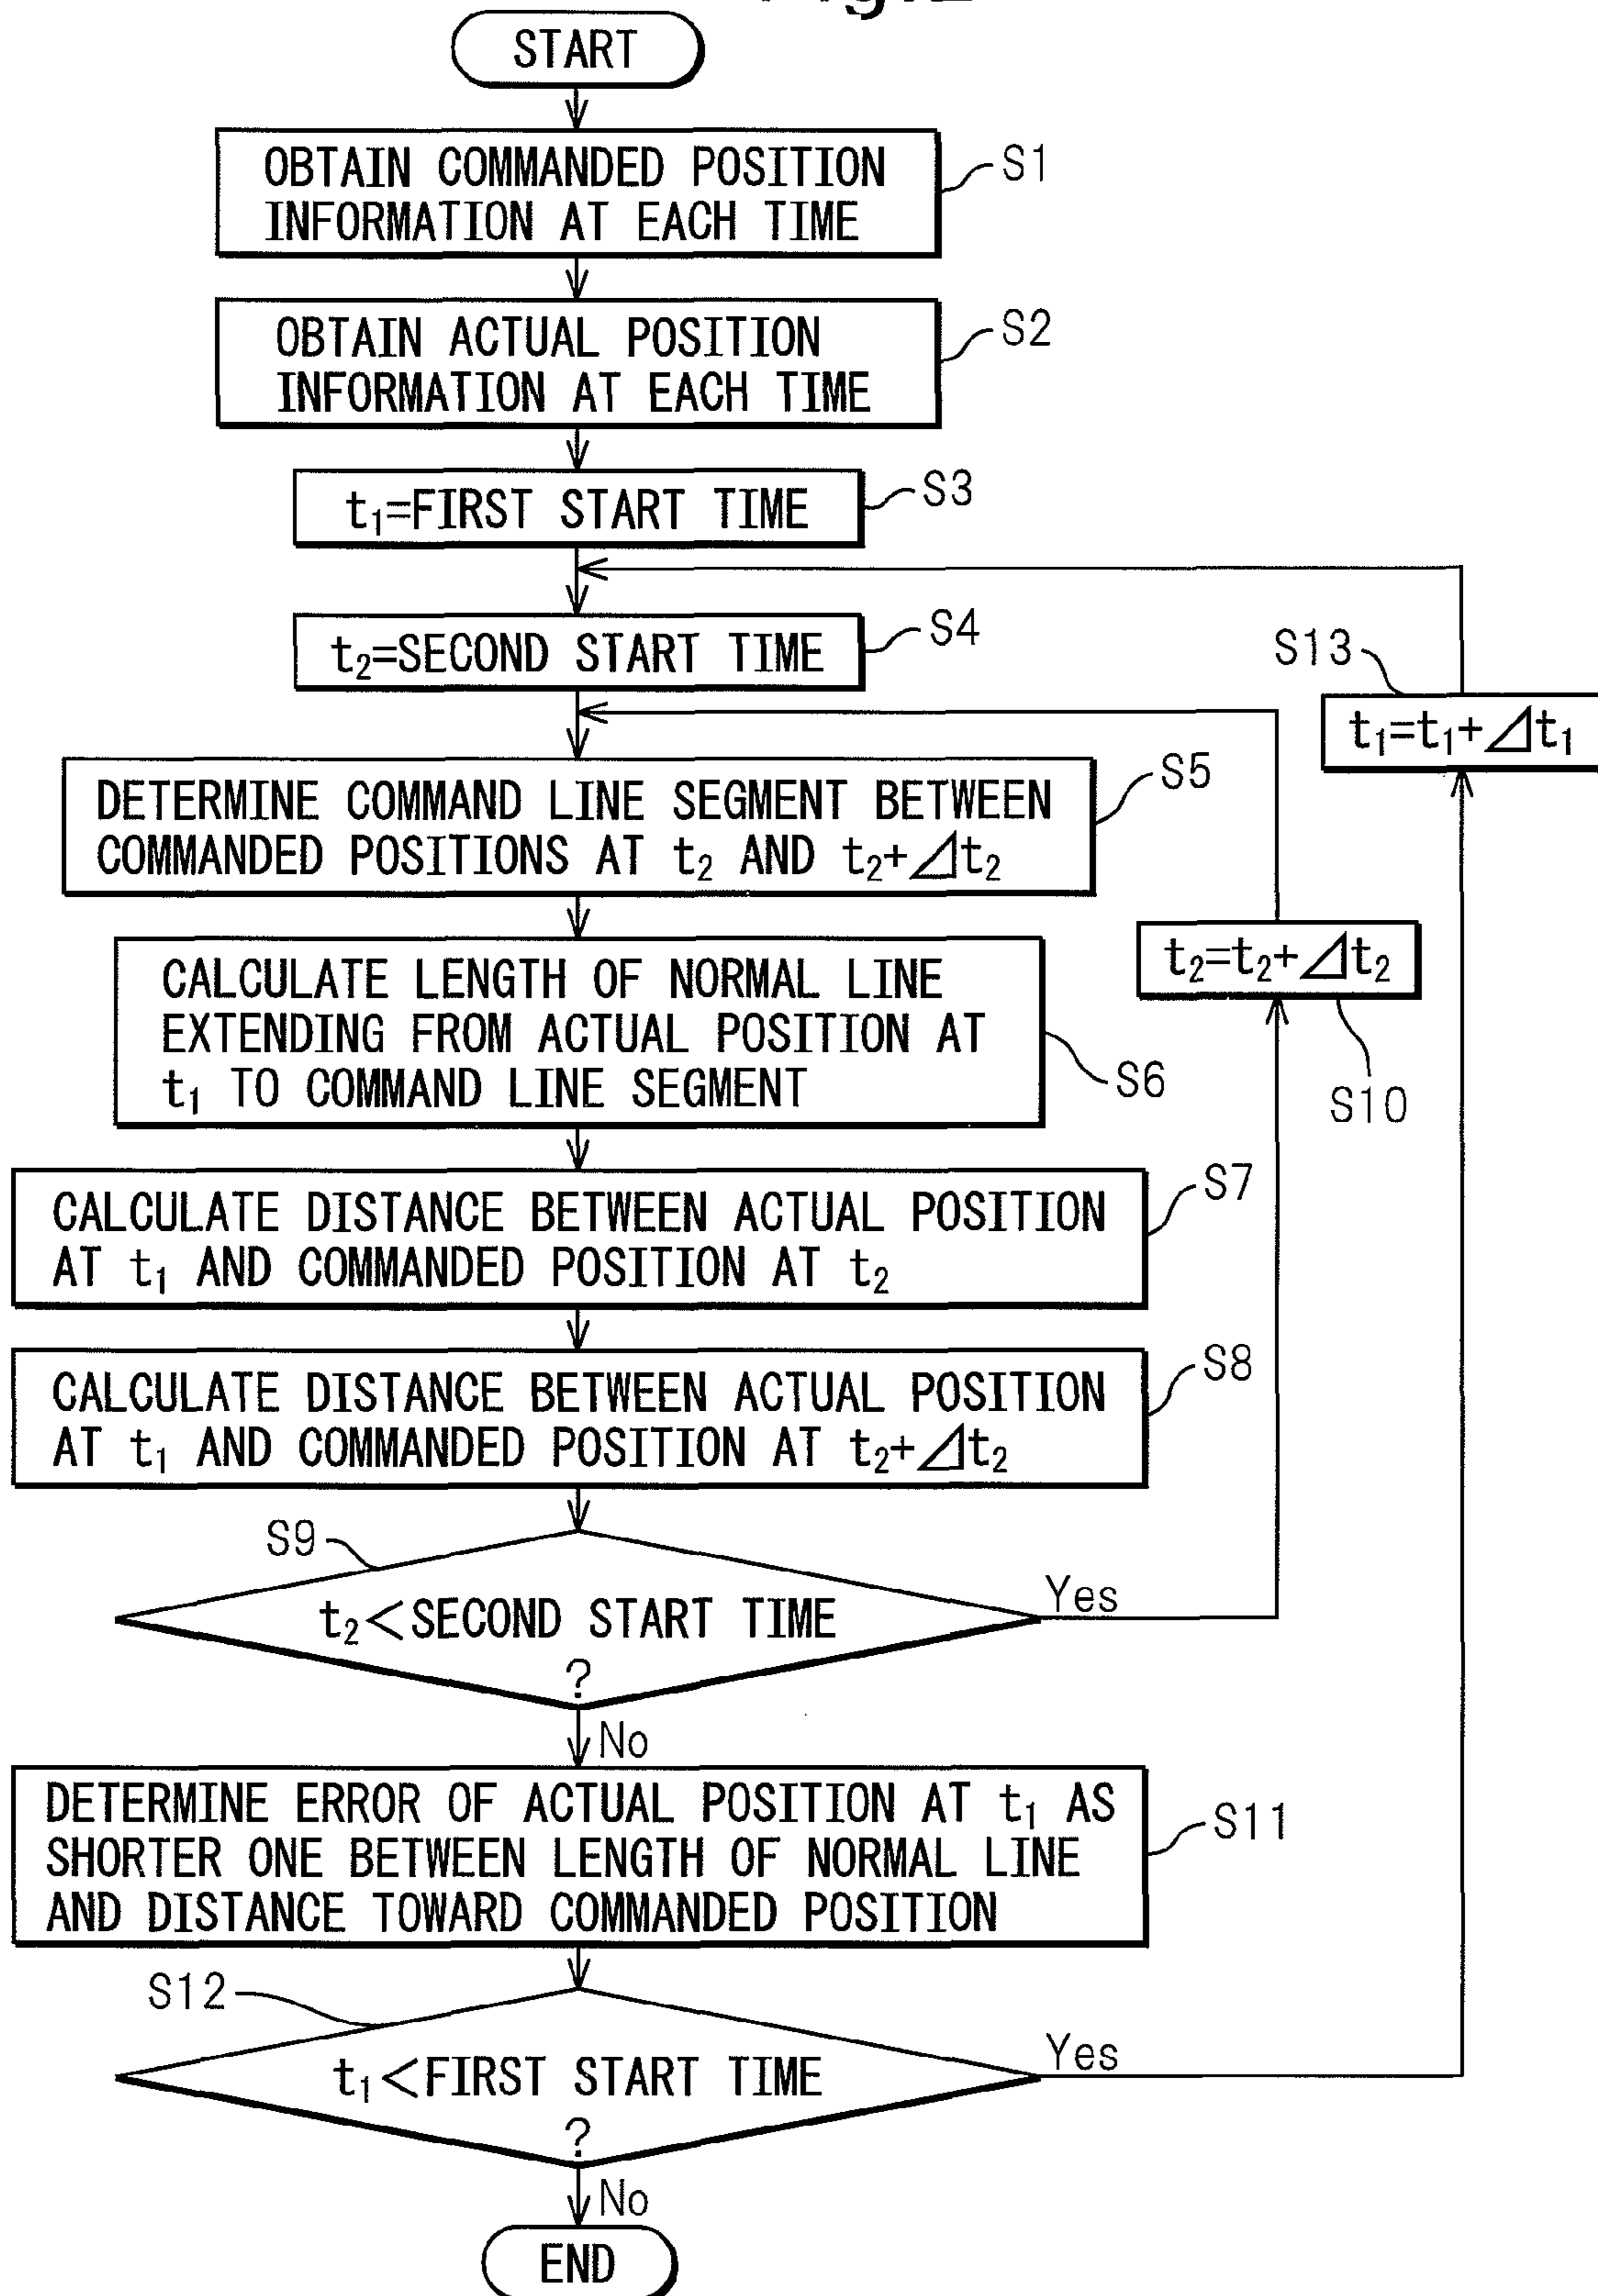 START
OBTAIN COMMANDED POSITION
INFORMATION AT EACH TIME
S1
OBTAIN ACTUAL POSITION
INFORMATION AT EACH TIME
S2
t₁=FIRST START TIME
S3
t₂=SECOND START TIME
S4
S13
t₁=t₁+⊿t₁
DETERMINE COMMAND LINE SEGMENT BETWEEN
COMMANDED POSITIONS AT t₂ AND t₂+⊿t₂
S5
t₂=t₂+⊿t₂
S10
CALCULATE LENGTH OF NORMAL LINE
EXTENDING FROM ACTUAL POSITION AT
t₁ TO COMMAND LINE SEGMENT
S6
CALCULATE DISTANCE BETWEEN ACTUAL POSITION
AT t₁ AND COMMANDED POSITION AT t₂
S7
CALCULATE DISTANCE BETWEEN ACTUAL POSITION
AT t₁ AND COMMANDED POSITION AT t₂+⊿t₂
S8
S9
t₂<SECOND START TIME
?
Yes
No
DETERMINE ERROR OF ACTUAL POSITION AT t₁ AS
SHORTER ONE BETWEEN LENGTH OF NORMAL LINE
AND DISTANCE TOWARD COMMANDED POSITION
S11
S12
t₁<FIRST START TIME
?
Yes
No
END